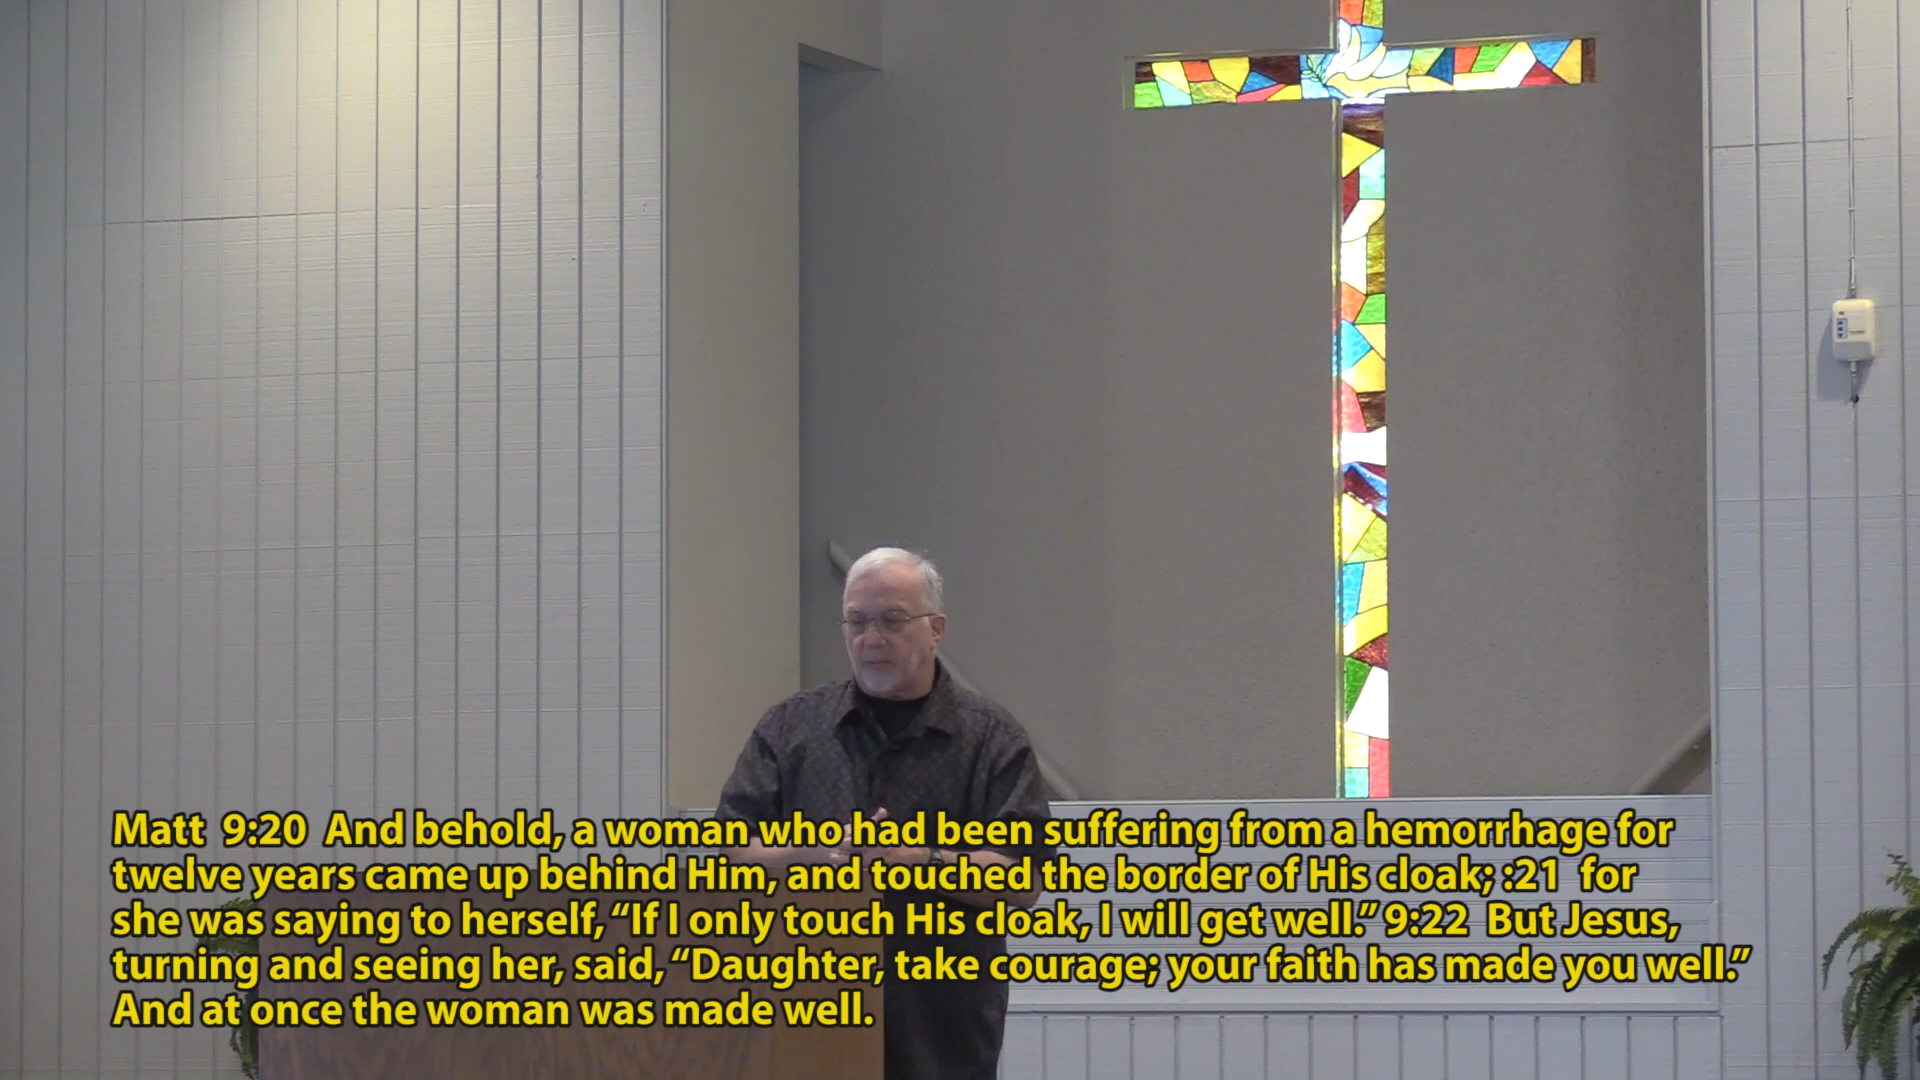 Matt 9:20 And behold, a woman who had been suffering from a hemorrhage for
twelve years came up behind Him, and touched the border of His cloak; :21 for
she was saying to herself, “If I only touch His cloak, I will get well.” 9:22 But Jesus,
turning and seeing her, said, “Daughter, take courage; your faith has made you well.”
And at once the woman was made well.